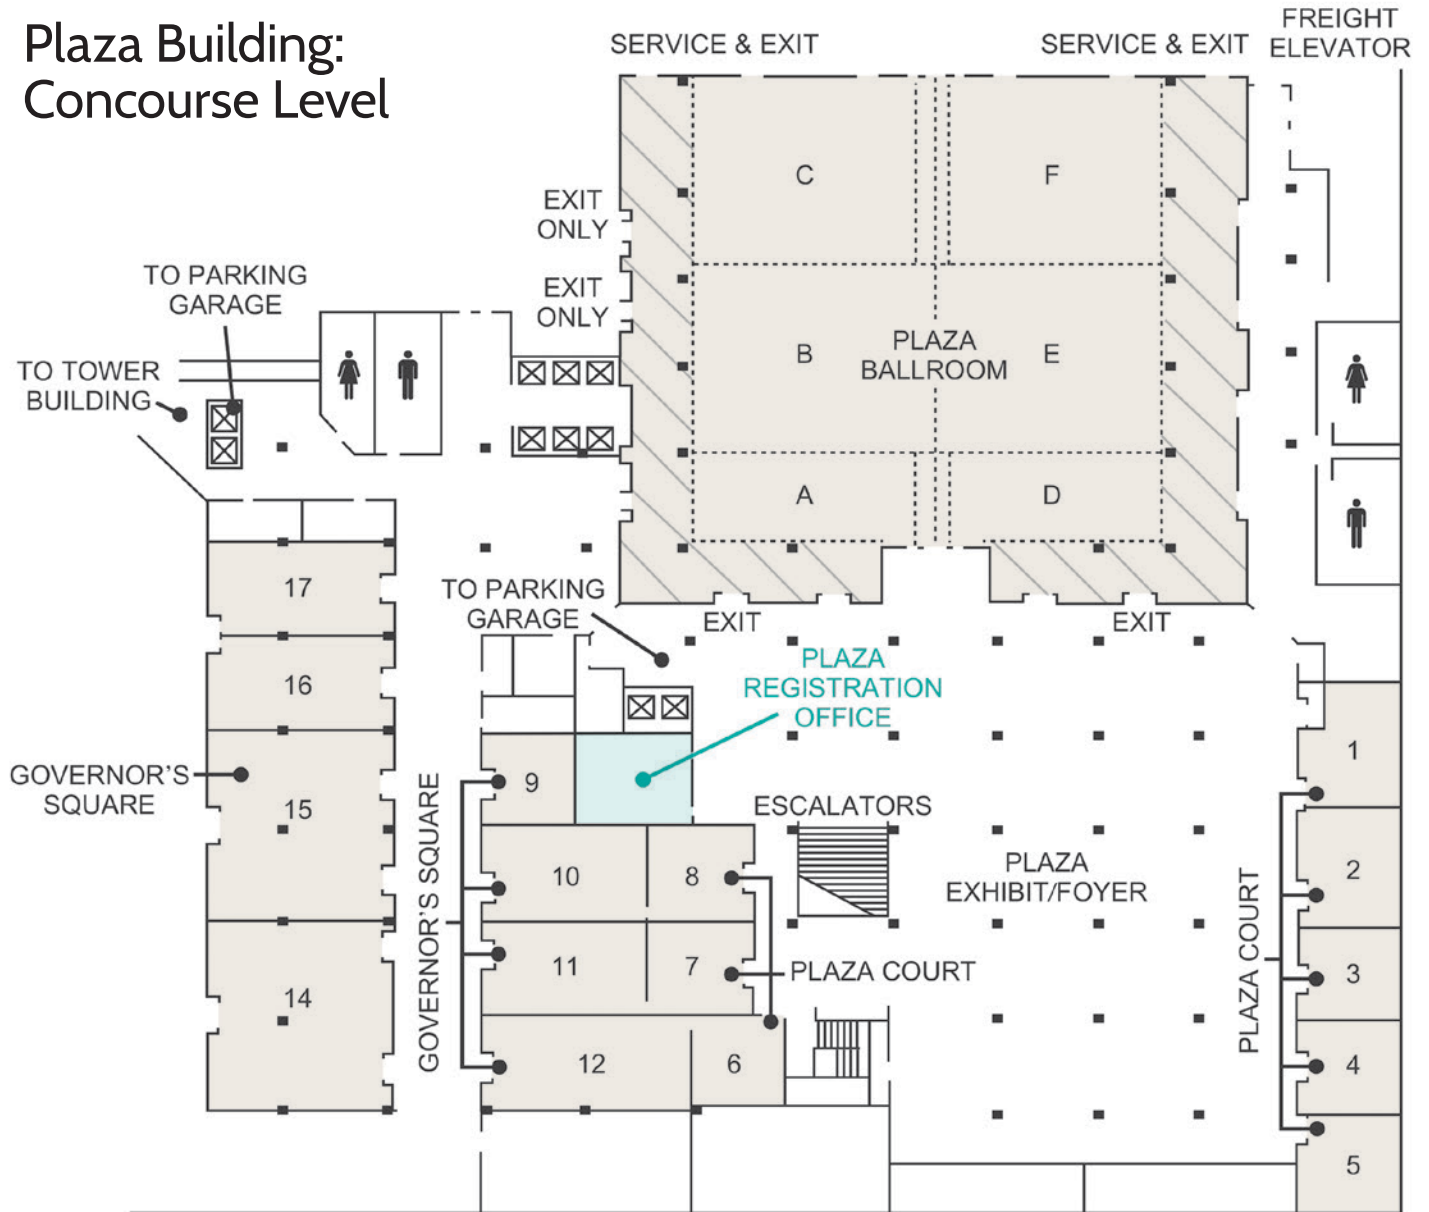 Plaza Building:
Concourse Level
SERVICE & EXIT
SERVICE & EXIT
FREIGHT
ELEVATOR
C
F
EXIT
ONLY
EXIT
ONLY
TO PARKING
GARAGE
TO TOWER
BUILDING
B
PLAZA
BALLROOM
E
A
D
17
TO PARKING
GARAGE
EXIT
EXIT
16
PLAZA
REGISTRATION
OFFICE
GOVERNOR'S
SQUARE
15
GOVERNOR'S SQUARE
9
ESCALATORS
1
10
8
PLAZA
EXHIBIT/FOYER
PLAZA COURT
2
11
7
PLAZA COURT
3
14
12
6
4
5